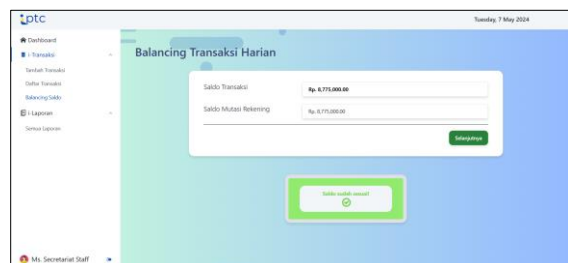 iptc
Tuesday, 7 May 2024
Dashboard
i-Transaksi
Tambah Transaksi
Daftar Transaksi
Balancing Saldo
i-Laporan
Semua Laporan
Balancing Transaksi Harian
Saldo Transaksi
Rp. 8,775,000.00
Saldo Mutasi Rekening
Rp. 8,775,000.00
Selanjutnya
Saldo sudah sesuai!
Ms. Secretariat Staff